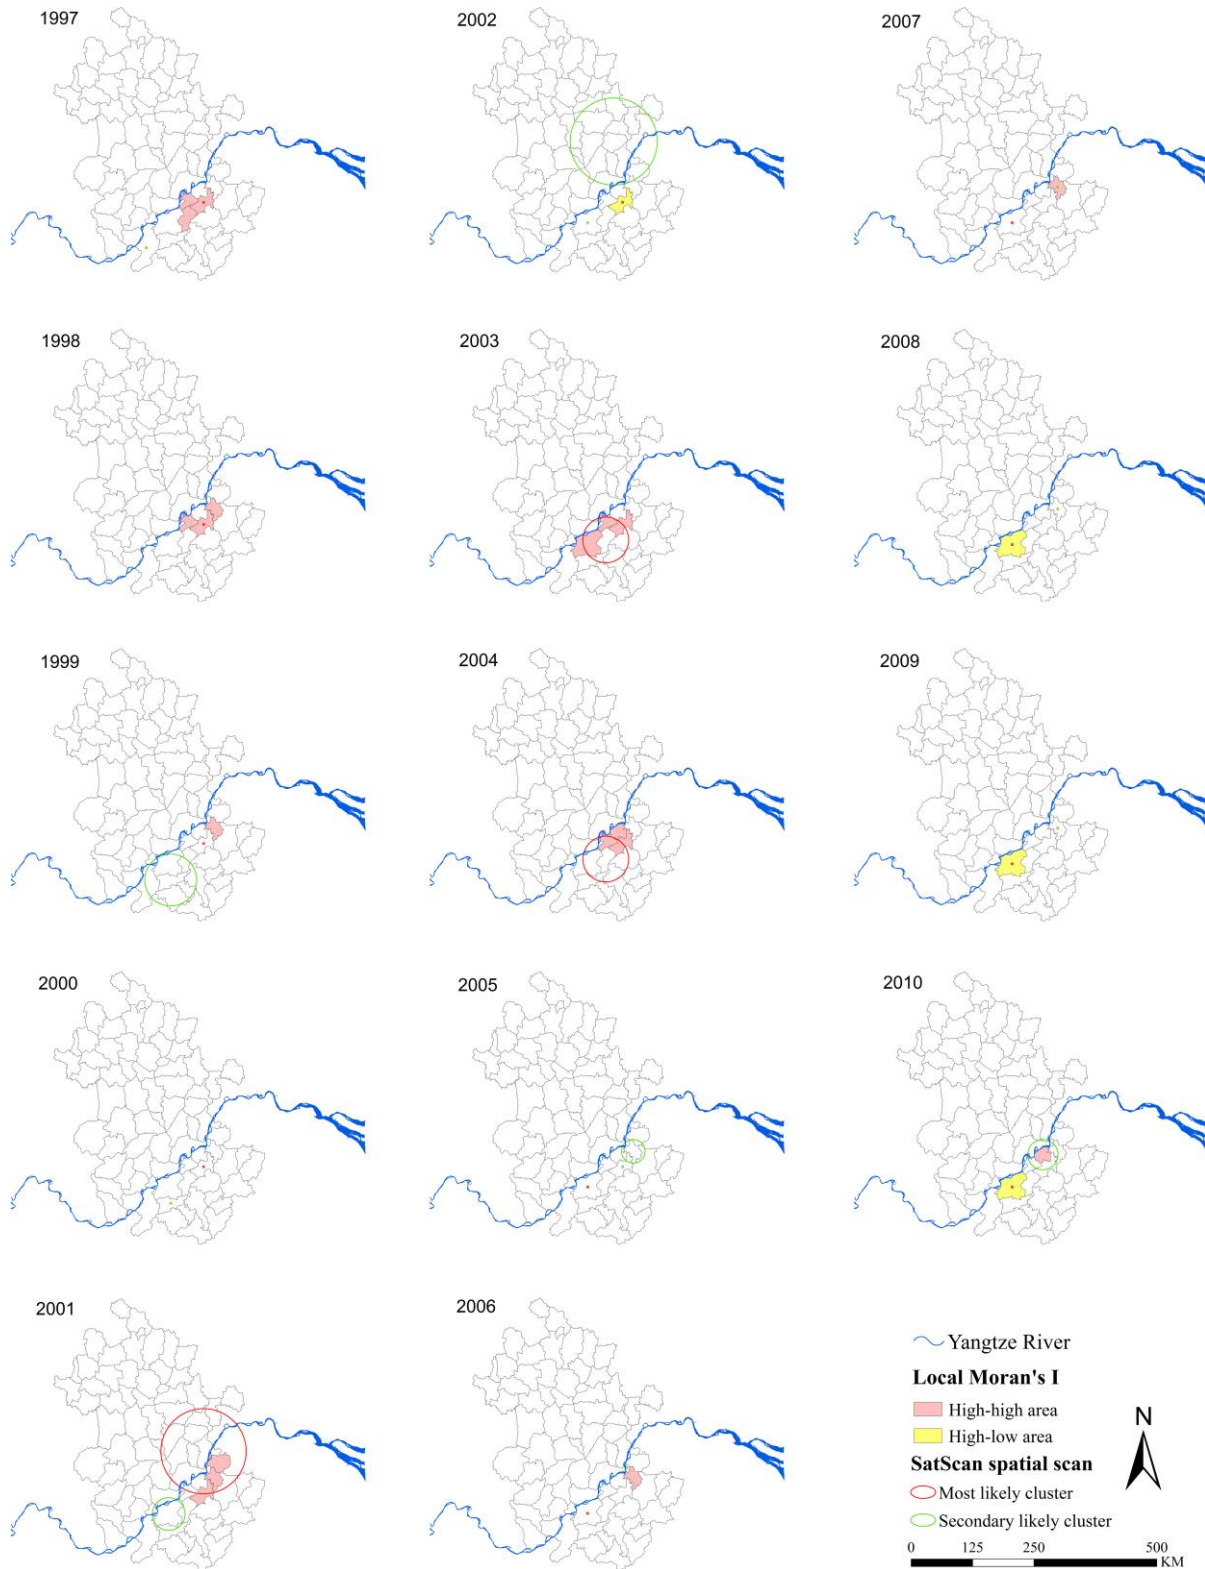 1997
2002
2007
1998
2003
2008
1999
2004
2009
2000
2005
2010
2001
2006
Yangtze River
Local Moran's I
High-high area
High-low area
SatScan spatial scan
Most likely cluster
Secondary likely cluster
N
0 125 250 500
KM